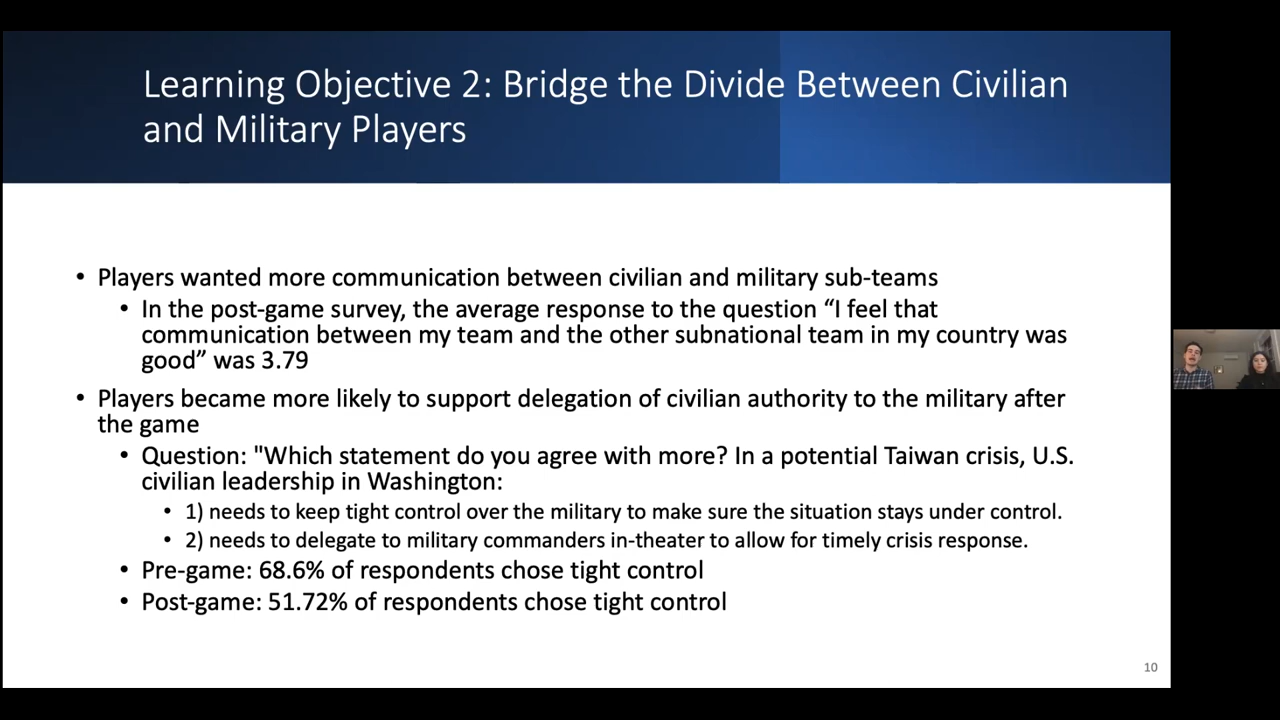 Learning Objective 2: Bridge the Divide Between Civilian
and Military Players
• Players wanted more communication between civilian and military sub-teams
• In the post-game survey, the average response to the question “I feel that
communication between my team and the other subnational team in my country was
good” was 3.79
• Players became more likely to support delegation of civilian authority to the military after
the game
• Question: "Which statement do you agree with more? In a potential Taiwan crisis, U.S.
civilian leadership in Washington:
• 1) needs to keep tight control over the military to make sure the situation stays under control.
• 2) needs to delegate to military commanders in-theater to allow for timely crisis response.
• Pre-game: 68.6% of respondents chose tight control
• Post-game: 51.72% of respondents chose tight control
10